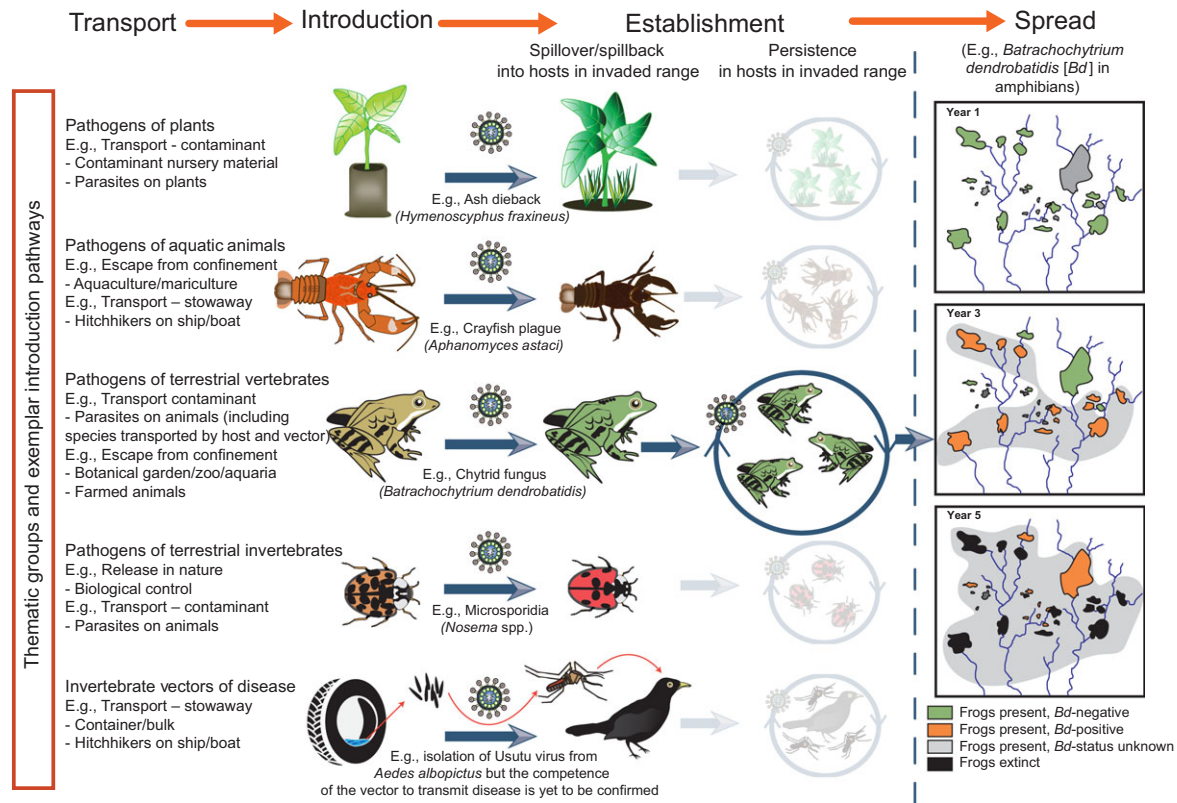 Transport
Introduction
Establishment
Spread
Spillover/spillback
into hosts in invaded range
Persistence
in hosts in invaded range
(E.g., Batrachochytrium
dendrobatidis [Bd] in
amphibians)
Thematic groups and exemplar introduction pathways
Pathogens of plants
E.g., Transport - contaminant
- Contaminant nursery material
- Parasites on plants
E.g., Ash dieback
(Hymenoscyphus fraxineus)
Pathogens of aquatic animals
E.g., Escape from confinement
- Aquaculture/mariculture
E.g., Transport – stowaway
- Hitchhikers on ship/boat
E.g., Crayfish plague
(Aphanomyces astaci)
Pathogens of terrestrial vertebrates
E.g., Transport contaminant
- Parasites on animals (including
species transported by host and vector)
E.g., Escape from confinement
- Botanical garden/zoo/aquaria
- Farmed animals
E.g., Chytrid fungus
(Batrachochytrium dendrobatidis)
Pathogens of terrestrial invertebrates
E.g., Release in nature
- Biological control
E.g., Transport – contaminant
- Parasites on animals
E.g., Microsporidia
(Nosema spp.)
Invertebrate vectors of disease
E.g., Transport – stowaway
- Container/bulk
- Hitchhikers on ship/boat
E.g., isolation of Usutu virus from
Aedes albopictus but the competence
of the vector to transmit disease is yet to be confirmed
Year 1
Year 3
Year 5
Frogs present, Bd-negative
Frogs present, Bd-positive
Frogs present, Bd-status unknown
Frogs extinct